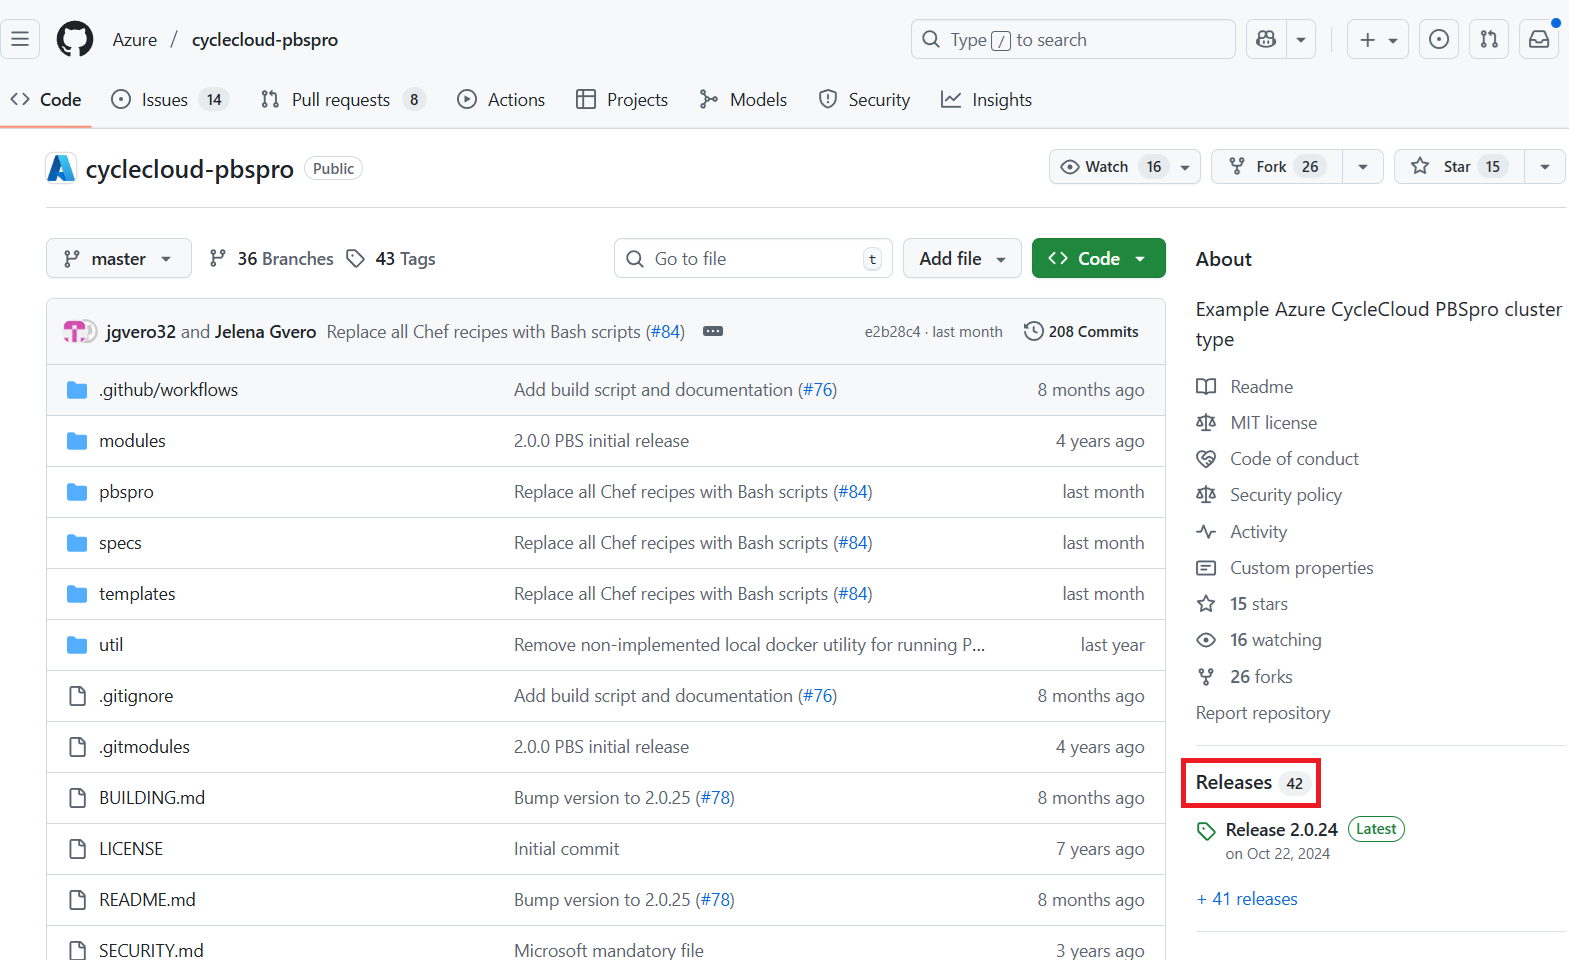 Azure / cyclecloud-pbspro
Type / to search
Code
Issues 14
Pull requests 8
Actions
Projects
Models
Security
Insights
cyclecloud-pbspro Public
Watch 16
Fork 26
Star 15
master
36 Branches
43 Tags
Go to file t
Add file
Code
jgvero32 and Jelena Gvero Replace all Chef recipes with Bash scripts (#84) e2b28c4 · last month 208 Commits
.github/workflows Add build script and documentation (#76) 8 months ago
modules 2.0.0 PBS initial release 4 years ago
pbspro Replace all Chef recipes with Bash scripts (#84) last month
specs Replace all Chef recipes with Bash scripts (#84) last month
templates Replace all Chef recipes with Bash scripts (#84) last month
util Remove non-implemented local docker utility for running P... last year
.gitignore Add build script and documentation (#76) 8 months ago
.gitmodules 2.0.0 PBS initial release 4 years ago
BUILDING.md Bump version to 2.0.25 (#78) 8 months ago
LICENSE Initial commit 7 years ago
README.md Bump version to 2.0.25 (#78) 8 months ago
SECURITY.md Microsoft mandatory file 3 years ago
About
Example Azure CycleCloud PBSpro cluster
type
Readme
MIT license
Code of conduct
Security policy
Activity
Custom properties
15 stars
16 watching
26 forks
Report repository
Releases 42
Release 2.0.24 Latest
on Oct 22, 2024
+ 41 releases